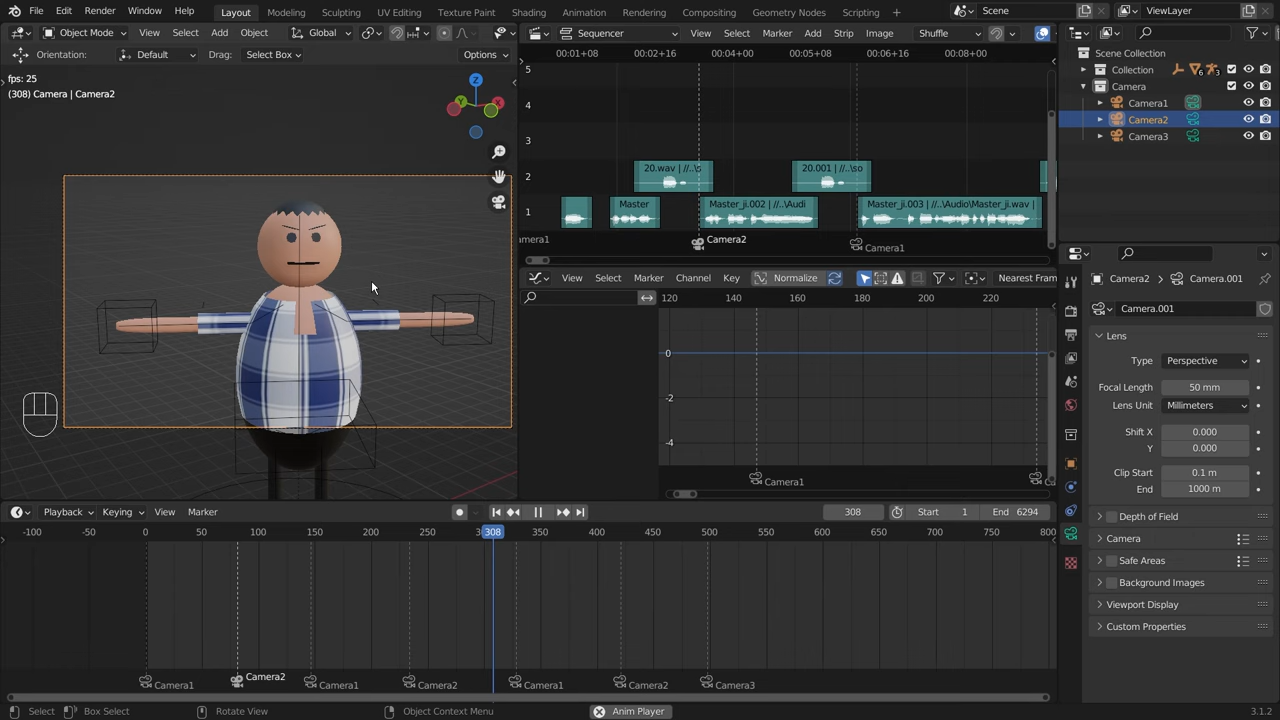 File Edit Render Window Help Layout Modeling Sculpting UV Editing Texture Paint Shading Animation Rendering Compositing Geometry Nodes Scripting + Scene ViewLayer
Object Mode View Select Add Object Global
Orientation: Default Drag: Select Box Options
fps: 25
(308) Camera | Camera2
Z
Y
X
Sequencer View Select Marker Add Strip Image Shuffle
00:01+08 00:02+16 00:04+00 00:05+08 00:06+16 00:08+00
5
4
3
2
1
20.wav | //..\s
20.001 | //..\so
Master
Master_ji.002 | //..\Audi
Master_ji.003 | //..\Audio\Master_ji.wav |
amera1
Camera2
Camera1
View Select Marker Channel Key Normalize Nearest Fram
120 140 160 180 200 220
0
-2
-4
Camera1
Playback Keying View Marker 308 Start 1 End 6294
-100 -50 0 50 100 150 200 250 308 350 400 450 500 550 600 650 700 750 800
Camera1 Camera2 Camera1 Camera2 Camera1 Camera2 Camera3
Select Box Select Rotate View Object Context Menu Anim Player 3.1.2
Scene Collection
Collection 6 3
Camera
Camera1
Camera2
Camera3
Camera2 Camera.001
Camera.001
Lens
Type Perspective
Focal Length 50 mm
Lens Unit Millimeters
Shift X 0.000
Y 0.000
Clip Start 0.1 m
End 1000 m
Depth of Field
Camera
Safe Areas
Background Images
Viewport Display
Custom Properties